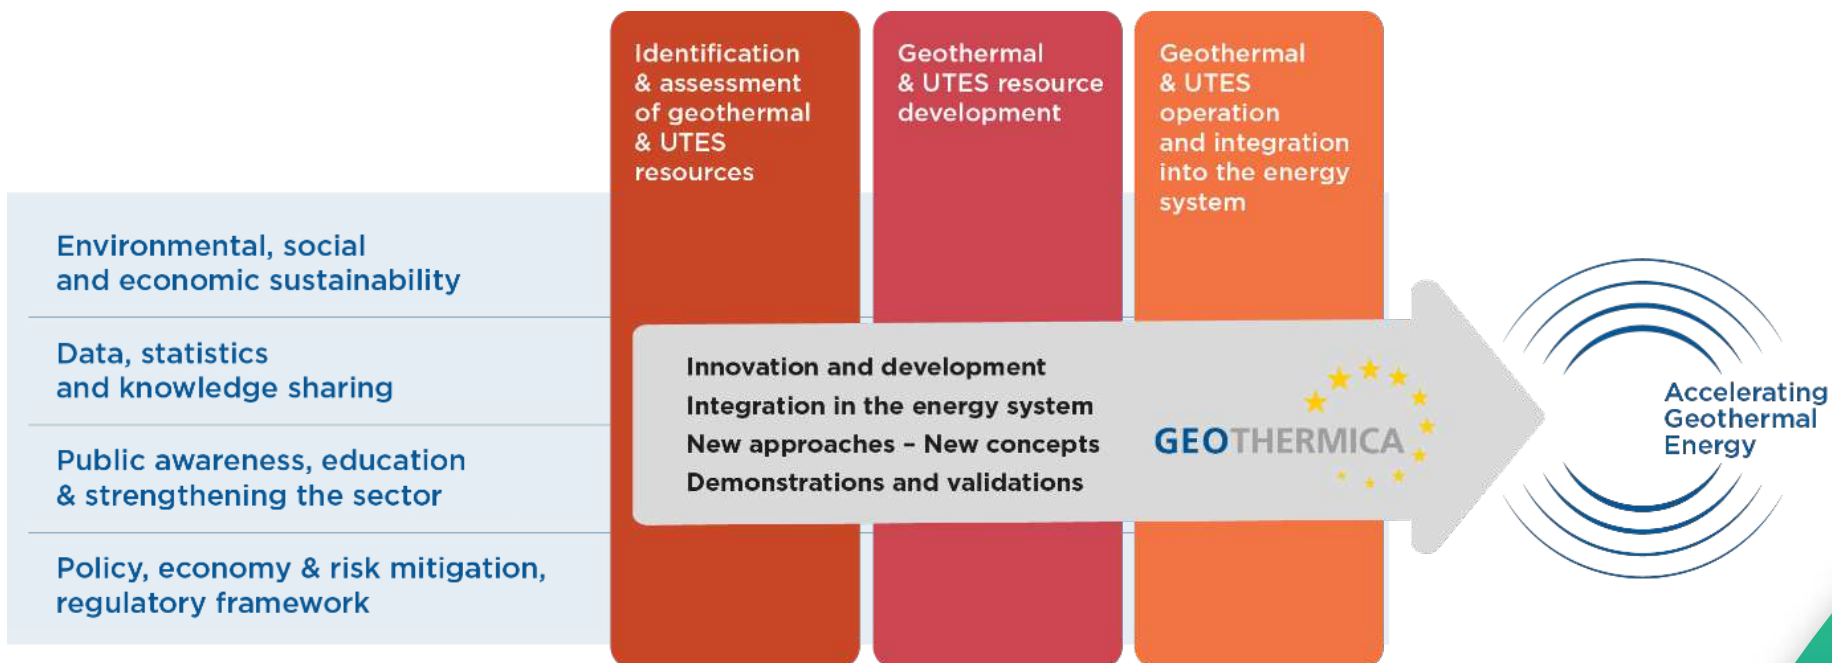 Identification
& assessment
of geothermal
& UTES
resources
Geothermal
& UTES resource
development
Geothermal
& UTES
operation
and integration
into the energy
system
Environmental, social
and economic sustainability
Data, statistics
and knowledge sharing
Public awareness, education
& strengthening the sector
Policy, economy & risk mitigation,
regulatory framework
Innovation and development
Integration in the energy system
New approaches – New concepts
Demonstrations and validations
GEOTHERMICA
Accelerating
Geothermal
Energy